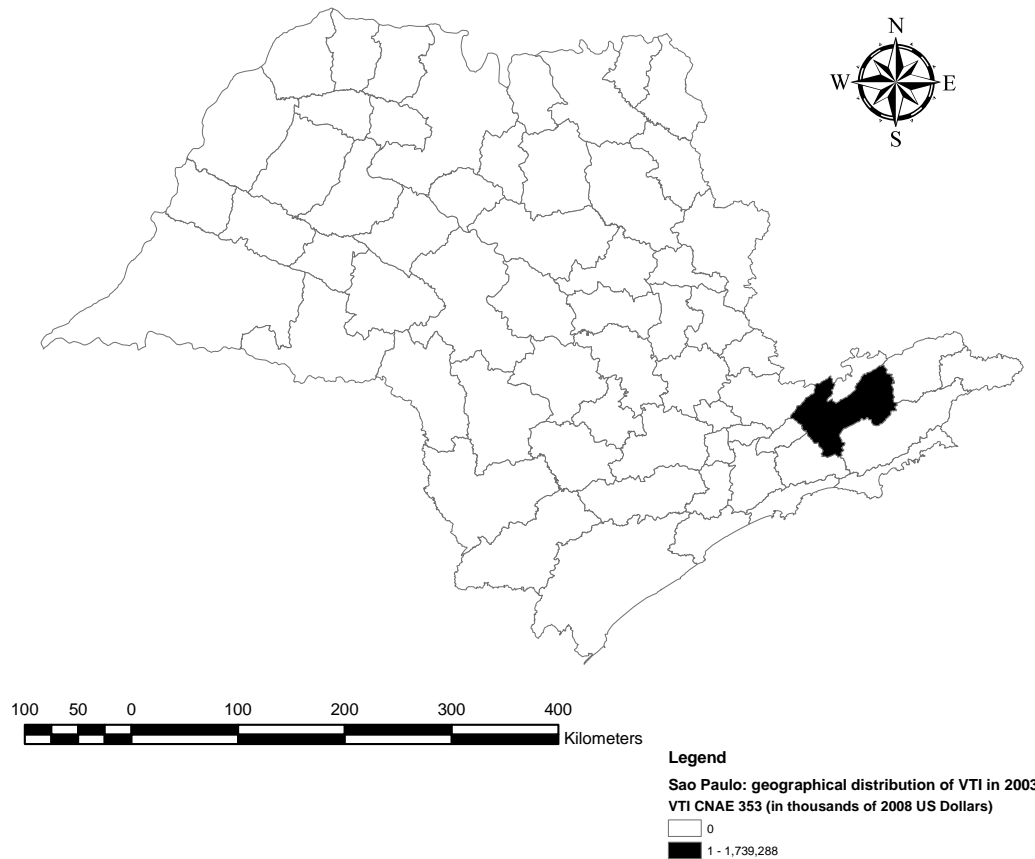 N
W E
S
100 50 0 100 200 300 400
Kilometers
Legend
Sao Paulo: geographical distribution of VTI in 2003
VTI CNAE 353 (in thousands of 2008 US Dollars)
0
1 - 1,739,288